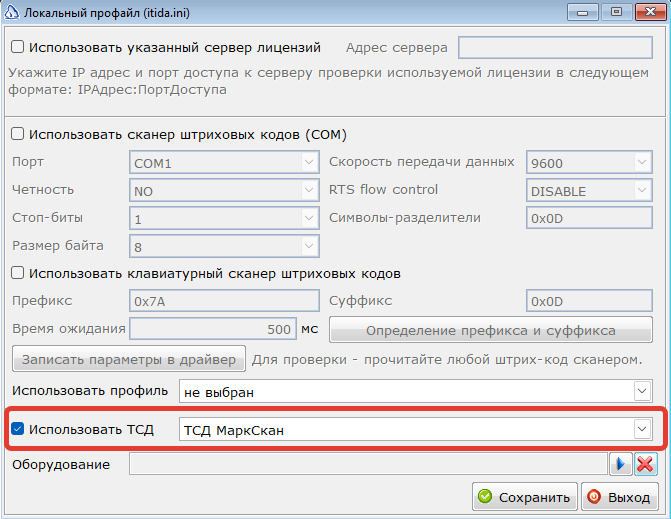 Локальный профайл (itida.ini)
Использовать указанный сервер лицензий Адрес сервера
Укажите IP адрес и порт доступа к серверу проверки используемой лицензии в следующем
формате: IPАдрес:ПортДоступа
Использовать сканер штриховых кодов (COM)
Порт COM1 Скорость передачи данных 9600
Четность NO RTS flow control DISABLE
Стоп-биты 1 Символы-разделители 0x0D
Размер байта 8
Использовать клавиатурный сканер штриховых кодов
Префикс 0x7A Суффикс 0x0D
Время ожидания 500 мс Определение префикса и суффикса
Записать параметры в драйвер Для проверки - прочитайте любой штрих-код сканером.
Использовать профиль не выбран
Использовать ТСД ТСД МаркСкан
Оборудование
Сохранить Выход